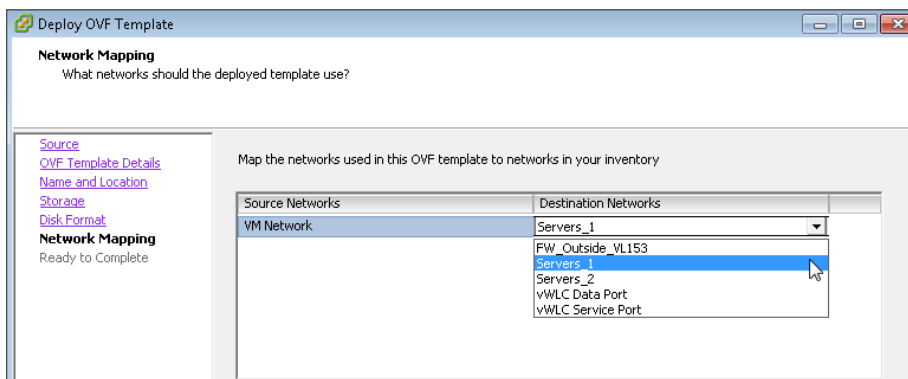 Deploy OVF Template
Network Mapping
What networks should the deployed template use?
Source
OVF Template Details
Name and Location
Storage
Disk Format
Network Mapping
Ready to Complete
Map the networks used in this OVF template to networks in your inventory
Source Networks Destination Networks
VM Network Servers_1
FW_Outside_VL153
Servers_1
Servers_2
vWLC Data Port
vWLC Service Port